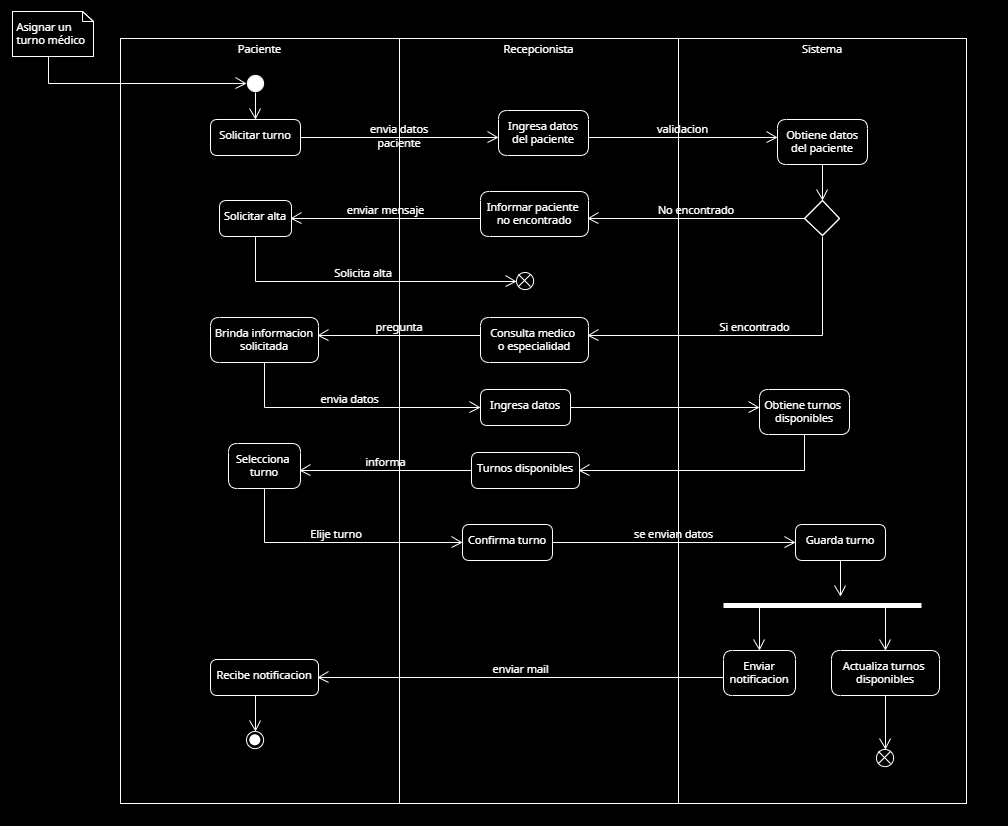 Asignar un
turno médico
Paciente
Recepcionista
Sistema
Solicitar turno
envia datos
paciente
Ingresa datos
del paciente
validacion
Obtiene datos
del paciente
Solicitar alta
enviar mensaje
Informar paciente
no encontrado
No encontrado
Solicita alta
Brinda informacion
solicitada
pregunta
Consulta medico
o especialidad
Si encontrado
envia datos
Ingresa datos
Obtiene turnos
disponibles
Selecciona
turno
informa
Turnos disponibles
Elije turno
Confirma turno
se envian datos
Guarda turno
Recibe notificacion
enviar mail
Enviar
notificacion
Actualiza turnos
disponibles